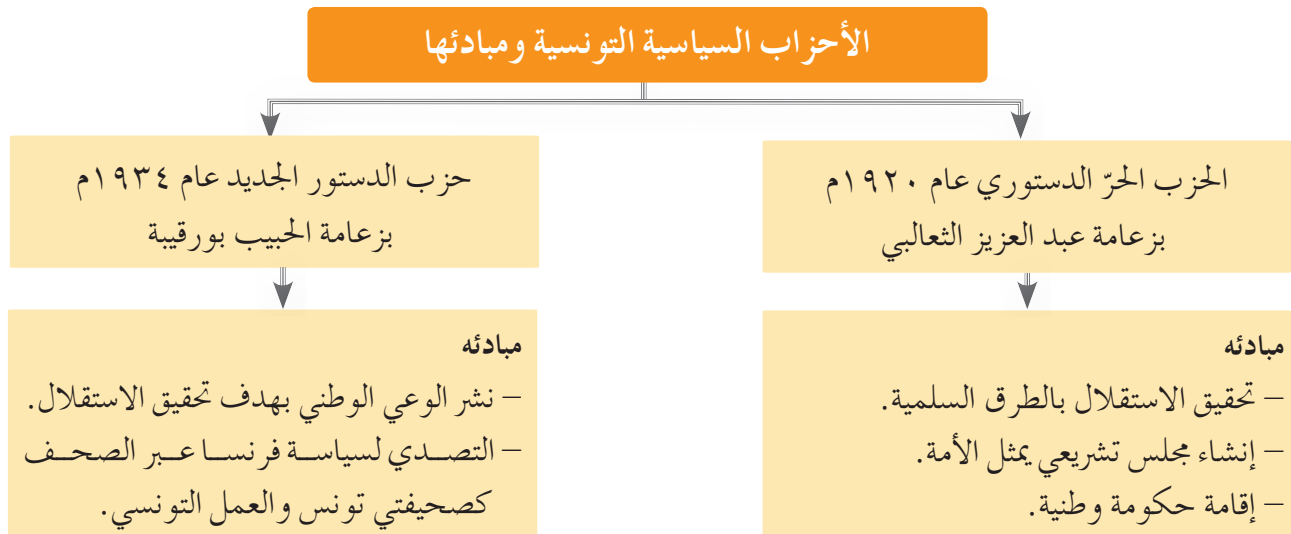 الأحزاب السياسية التونسية ومبادئها
الحزب الحرّ الدستوري عام ١٩٢٠م
بزعامة عبد العزيز الثعالبي
مبادئه
– تحقيق الاستقلال بالطرق السلمية.
– إنشاء مجلس تشريعي يمثل الأمة.
– إقامة حكومة وطنية.
حزب الدستور الجديد عام ١٩٣٤م
بزعامة الحبيب بورقيبة
مبادئه
– نشر الوعي الوطني بهدف تحقيق الاستقلال.
– التصدي لسياسة فرنسا عبر الصحف
كصحيفتي تونس والعمل التونسي.